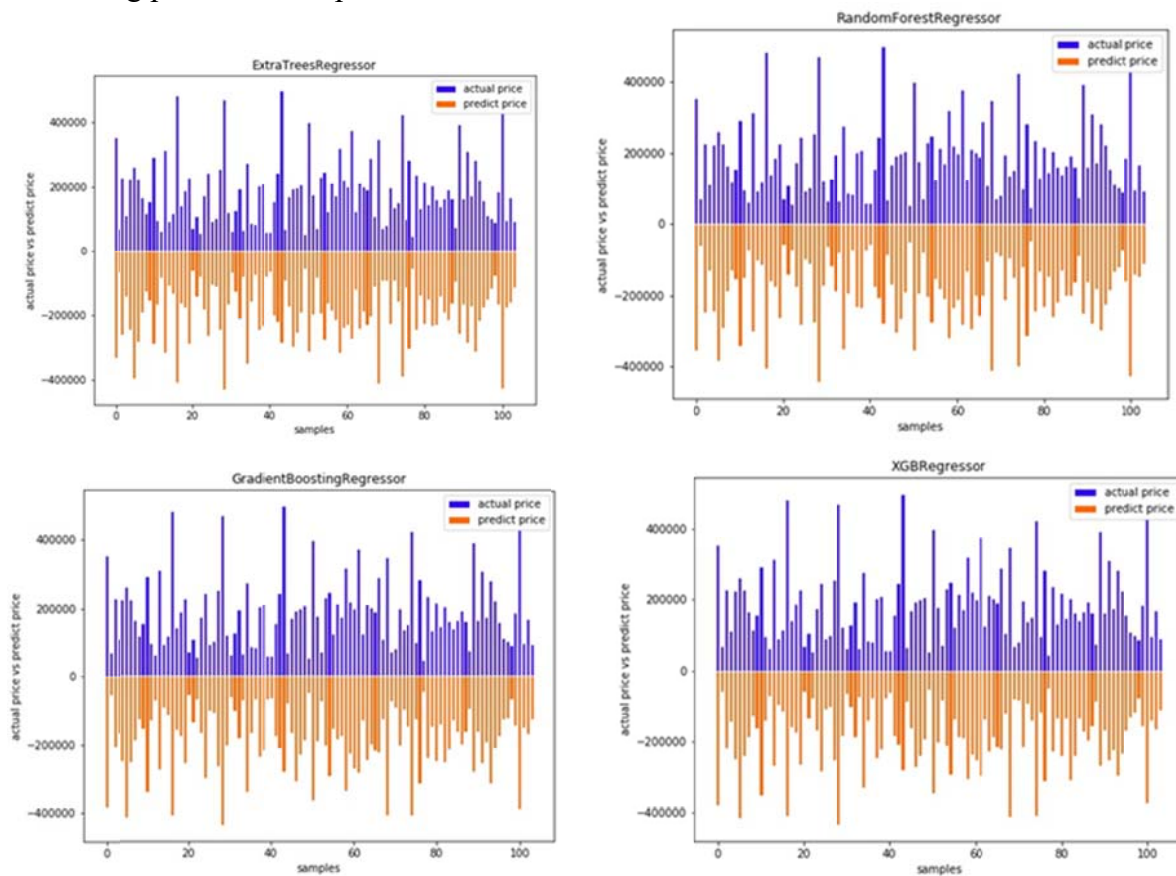 RandomForestRegressor
actual price
predict price
400000
200000
0
−200000
−400000
actual price vs predict price
0
20
40
60
80
100
samples
ExtraTreesRegressor
actual price
predict price
400000
200000
0
−200000
−400000
actual price vs predict price
0
20
40
60
80
100
samples
GradientBoostingRegressor
actual price
predict price
400000
200000
0
−200000
−400000
actual price vs predict price
0
20
40
60
80
100
samples
XGBRegressor
actual price
predict price
400000
200000
0
−200000
−400000
actual price vs predict price
0
20
40
60
80
100
samples